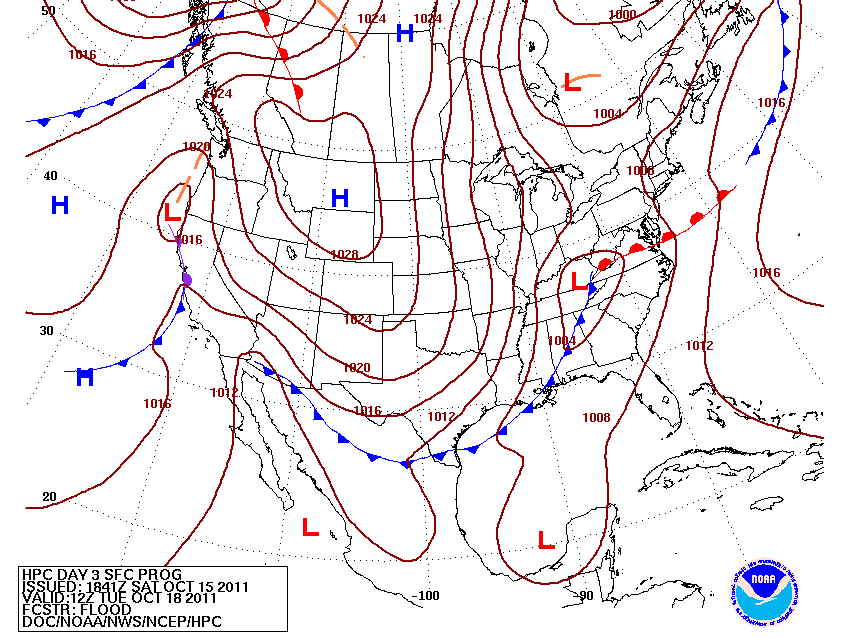 50
1024
1024
1000
H
1016
L
1024
1004
1016
1020
40
1008
H
H
L
1016
1028
1016
L
1024
1012
30
1004
1020
H
1016
1012
1016
1012
1008
20
L
L
HPC DAY 3 SFC PROG
ISSUED: 1841Z SAT OCT 15 2011
VALID: 12Z TUE OCT 18 2011
FCSTR: FLOOD
DOC/NOAA/NWS/NCEP/HPC
-100
-90
NOAA